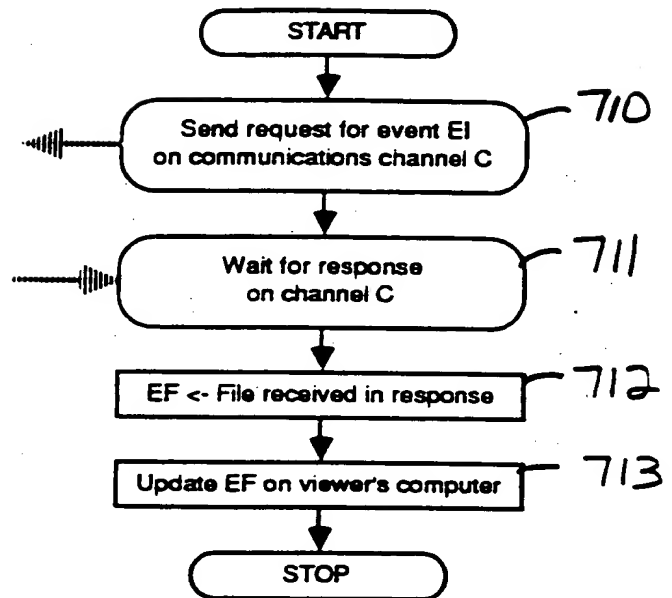 START
Send request for event EI
on communications channel C
710
Wait for response
on channel C
711
EF <- File received in response
712
Update EF on viewer's computer
713
STOP